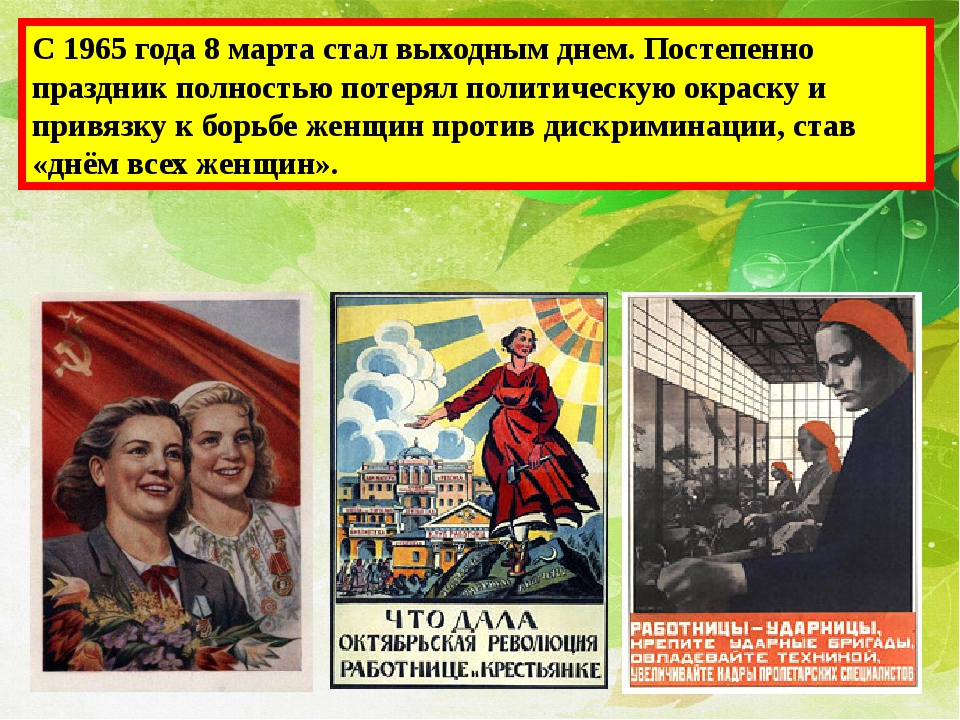 С 1965 года 8 марта стал выходным днем. Постепенно
праздник полностью потерял политическую окраску и
привязку к борьбе женщин против дискриминации, став
«днём всех женщин».
ЧТО ДАЛА
ОКТЯБРЬСКАЯ РЕВОЛЮЦИЯ
РАБОТНИЦЕ и КРЕСТЬЯНКЕ
РАБОТНИЦЫ–УДАРНИЦЫ,
КРЕПИТЕ УДАРНЫЕ БРИГАДЫ,
ОВЛАДЕВАЙТЕ ТЕХНИКОЙ,
УВЕЛИЧИВАЙТЕ КАДРЫ ПРОЛЕТАРСКИХ СПЕЦИАЛИСТОВ